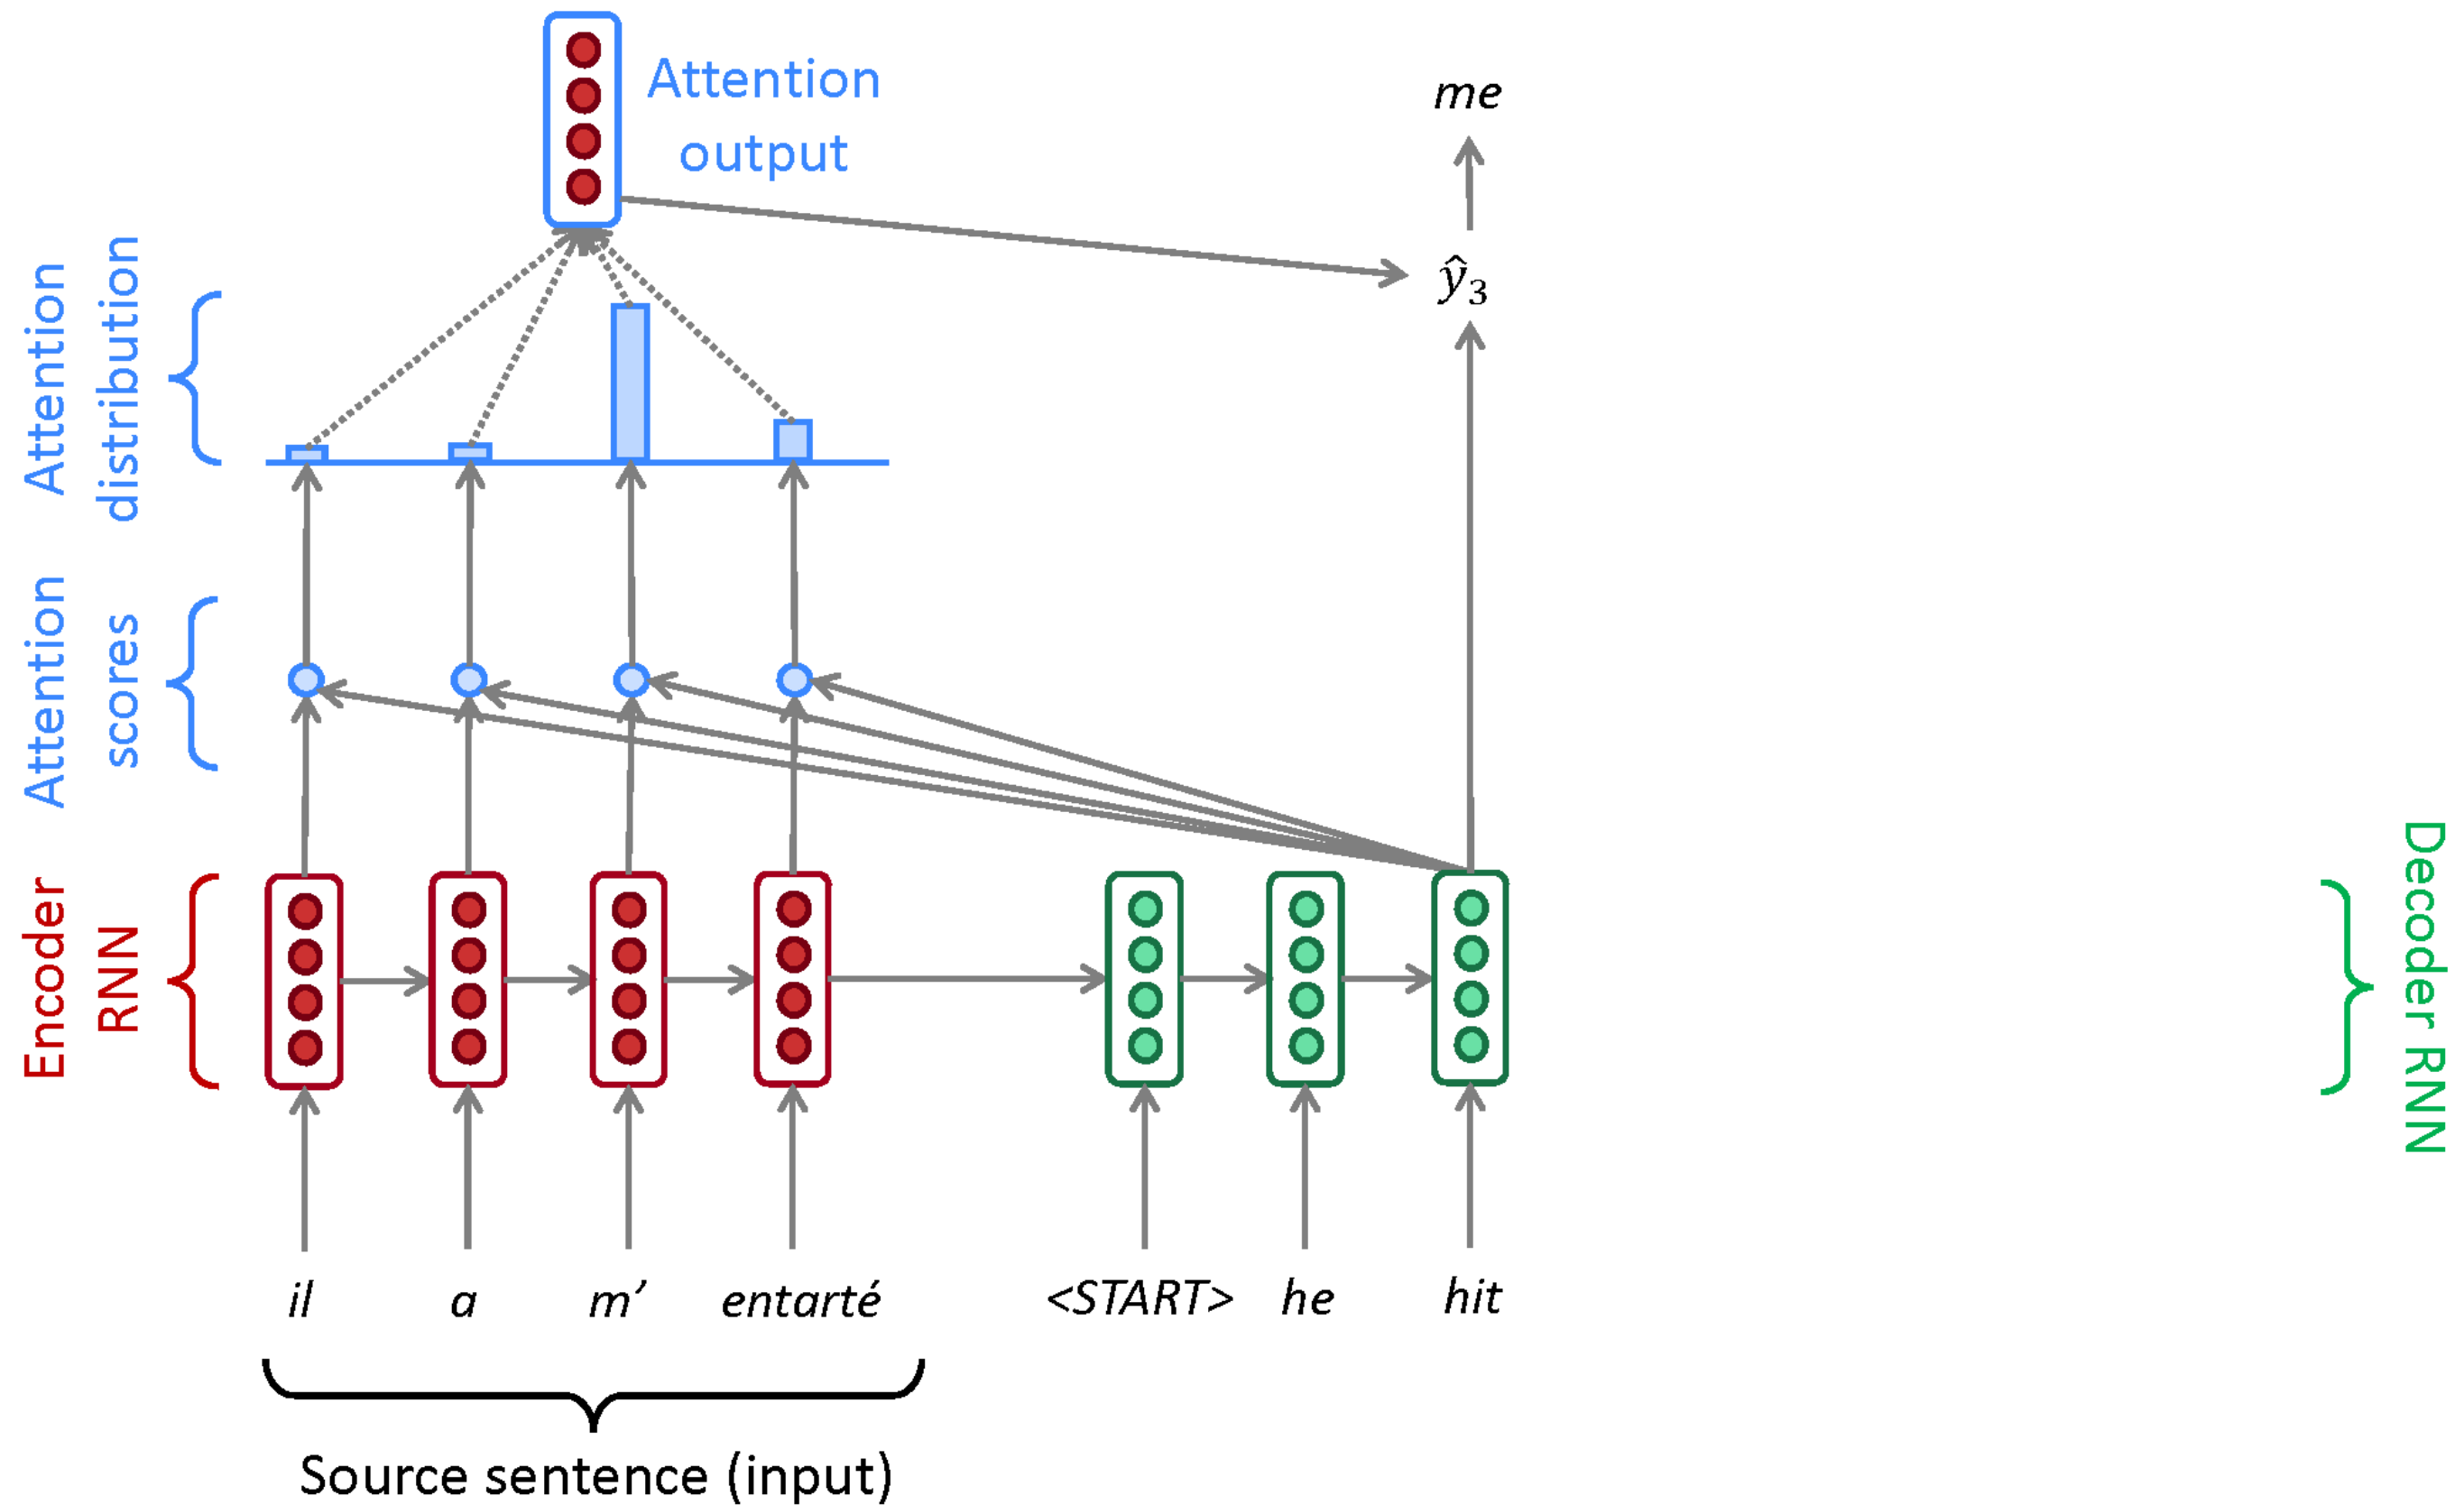 Attention
output
me
ŷ₃
Attention
distribution
Attention
scores
Encoder
RNN
Decoder RNN
il a m’ entarté <START> he hit
Source sentence (input)